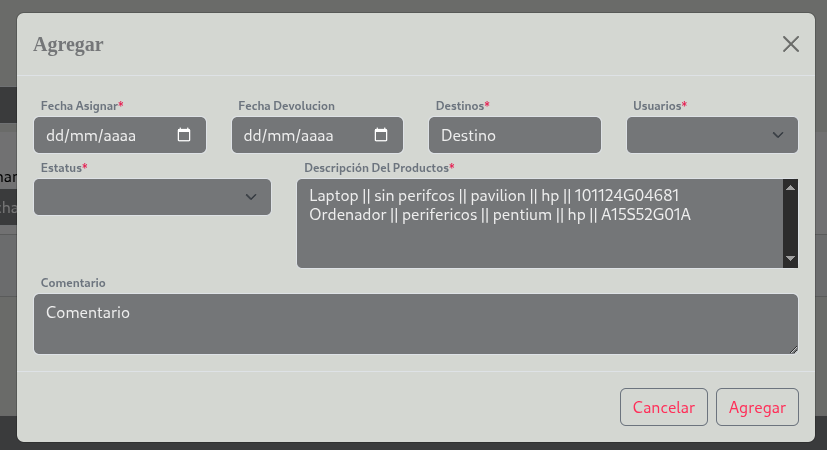 Agregar
Fecha Asignar*
Fecha Devolucion
Destinos*
Usuarios*
dd/mm/aaaa
dd/mm/aaaa
Destino
Estatus*
Descripción Del Productos*
Laptop || sin perifcos || pavilion || hp || 101124G04681
Ordenador || perifericos || pentium || hp || A15S52G01A
Comentario
Comentario
Cancelar
Agregar